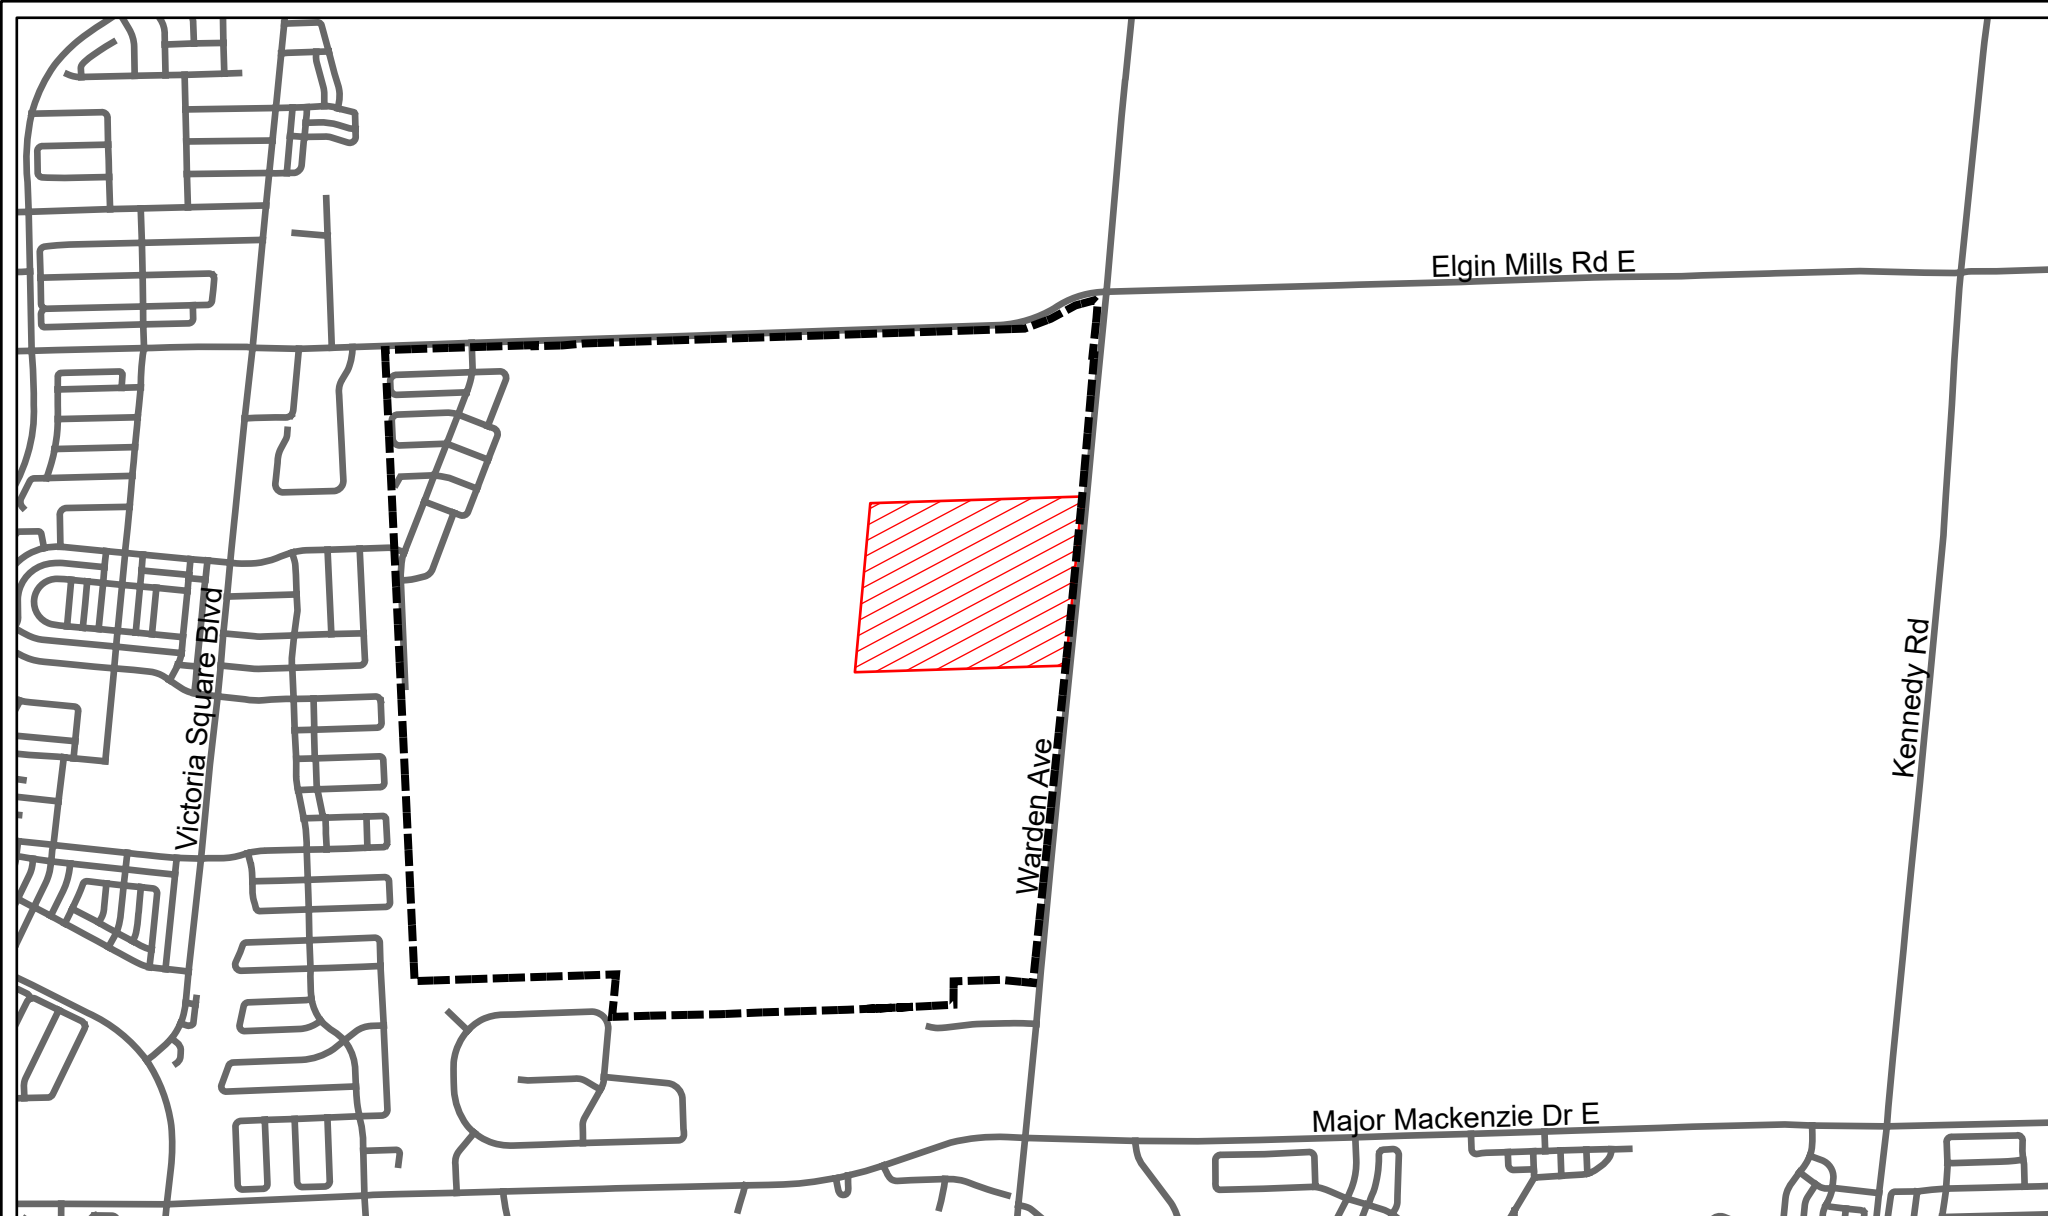 Elgin Mills Rd E
Victoria Square Blvd
Kennedy Rd
Warden Ave
Major Mackenzie Dr E